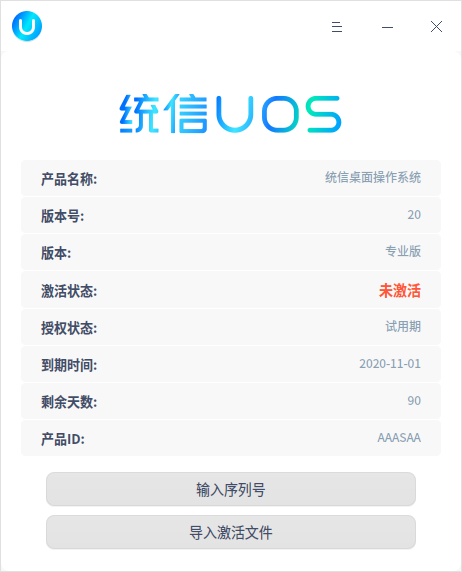 统信UOS
产品名称: 统信桌面操作系统
版本号: 20
版本: 专业版
激活状态: 未激活
授权状态: 试用期
到期时间: 2020-11-01
剩余天数: 90
产品ID: AAASAA
输入序列号
导入激活文件